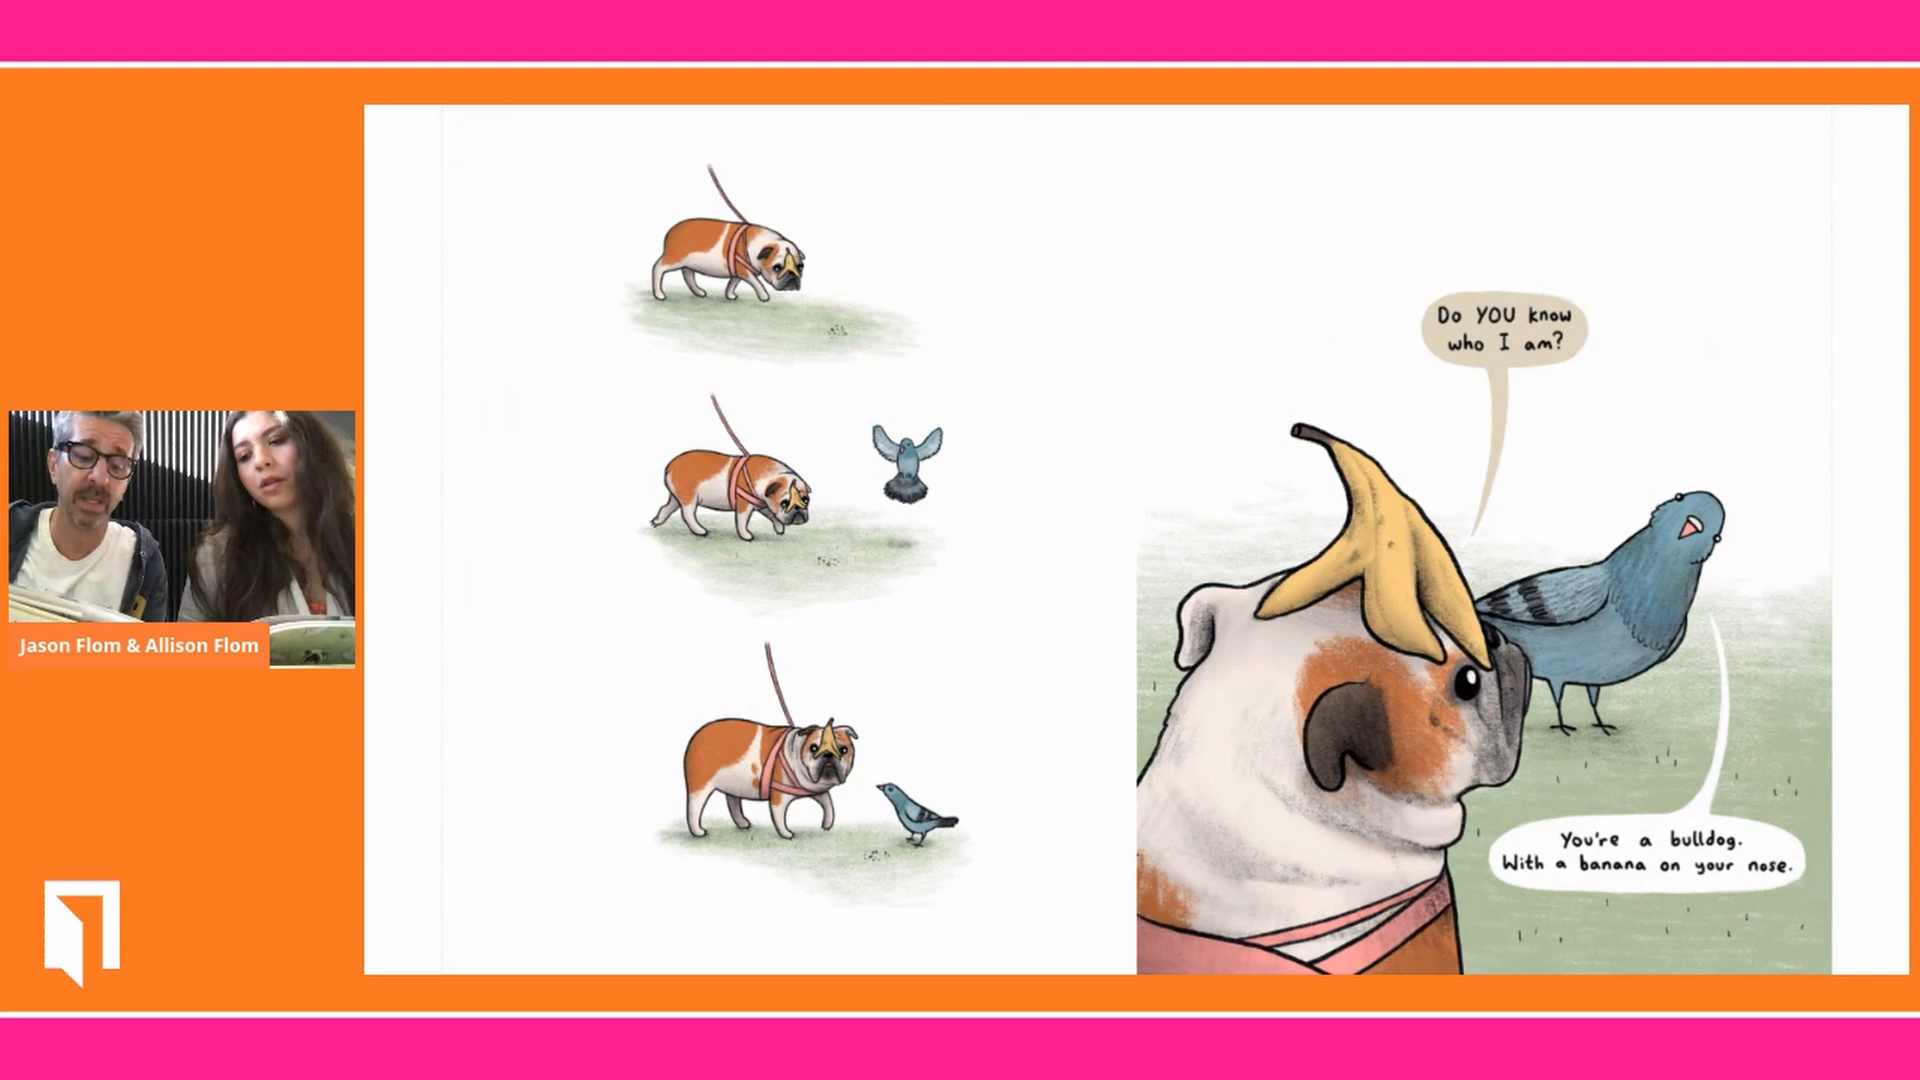 Do YOU know
who I am?
You're a bulldog.
With a banana on your nose.
Jason Flom & Allison Flom